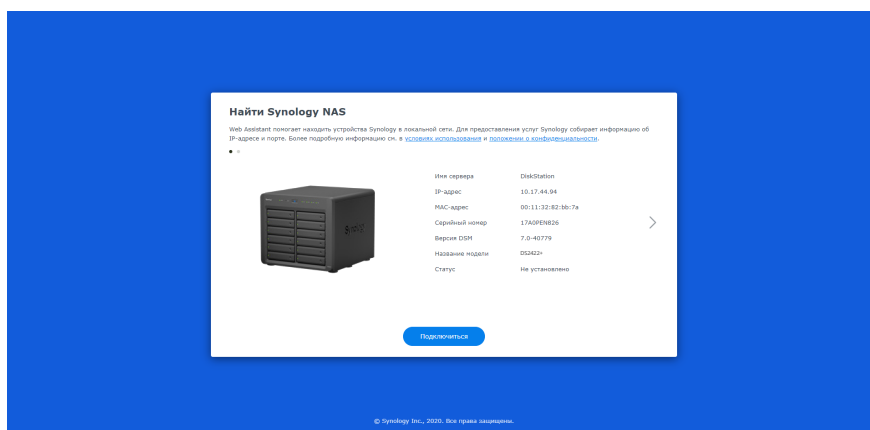 Найти Synology NAS
Web Assistant помогает находить устройства Synology в локальной сети. Для предоставления услуг Synology собирает информацию об
IP-адресе и порте. Более подробную информацию см. в условиях использования и положении о конфиденциальности.
Имя сервера DiskStation
IP-адрес 10.17.44.94
MAC-адрес 00:11:32:82:bb:7a
Серийный номер 17A0PEN826
Версия DSM 7.0-40779
Название модели DS2422+
Статус Не установлено
Synology
Подключиться
© Synology Inc., 2020. Все права защищены.